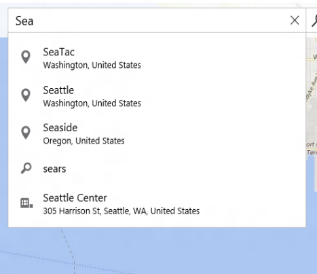 Sea
SeaTac
Washington, United States
Seattle
Washington, United States
Seaside
Oregon, United States
sears
Seattle Center
305 Harrison St, Seattle, WA, United States